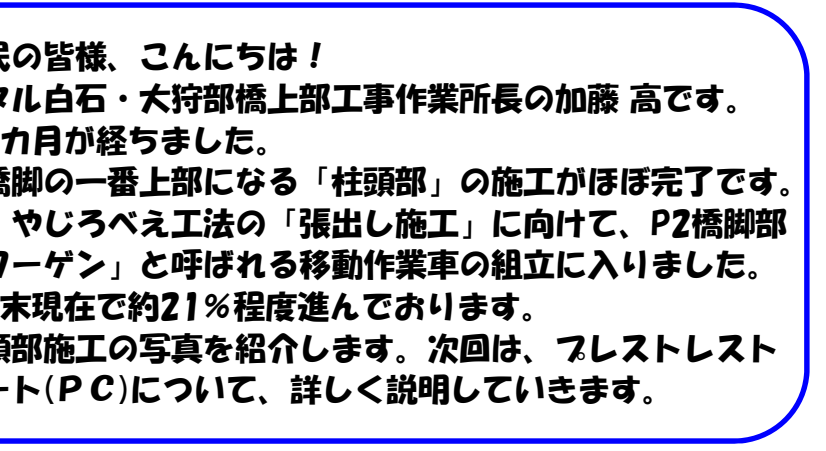 民の皆様、こんにちは！
タル白石・大狩部橋上部工事作業所長の加藤 高です。
カ月が経ちました。
橋脚の一番上部になる「柱頭部」の施工がほぼ完了です。
やじろべえ工法の「張出し施工」に向けて、P2橋脚部
ワーゲン」と呼ばれる移動作業車の組立に入りました。
末現在で約21％程度進んでおります。
頭部施工の写真を紹介します。次回は、プレストレスト
ート(ＰＣ)について、詳しく説明していきます。